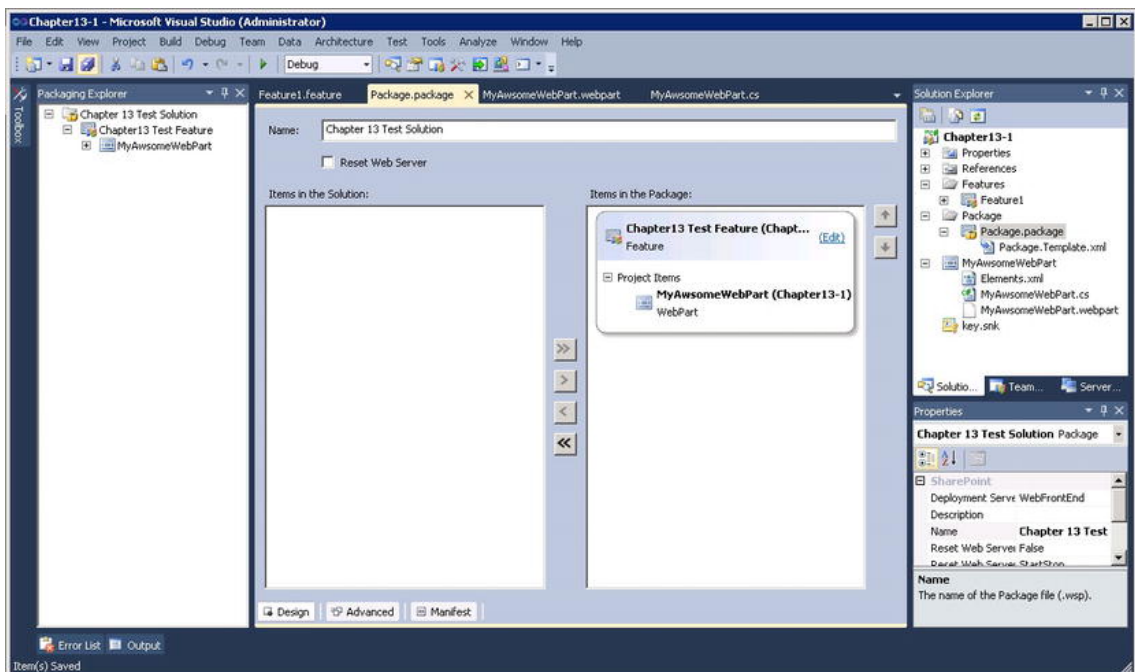 Chapter13-1 - Microsoft Visual Studio (Administrator)
File Edit View Project Build Debug Team Data Architecture Test Tools Analyze Window Help
Debug
Toolbox
Packaging Explorer
Chapter 13 Test Solution
Chapter13 Test Feature
MyAwsomeWebPart
Feature1.feature Package.package MyAwsomeWebPart.webpart MyAwsomeWebPart.cs
Name: Chapter 13 Test Solution
Reset Web Server
Items in the Solution:
Items in the Package:
Chapter13 Test Feature (Chapt... (Edit)
Feature
Project Items
MyAwsomeWebPart (Chapter13-1)
WebPart
Design Advanced Manifest
Solution Explorer
Chapter13-1
Properties
References
Features
Feature1
Package
Package.package
Package.Template.xml
MyAwsomeWebPart
Elements.xml
MyAwsomeWebPart.cs
MyAwsomeWebPart.webpart
key.snk
Solutio... Team... Server...
Properties
Chapter 13 Test Solution Package
SharePoint
Deployment Serve WebFrontEnd
Description
Name Chapter 13 Test
Reset Web Server False
Reset Web Server StartStop
Name
The name of the Package file (.wsp).
Error List Output
Item(s) Saved